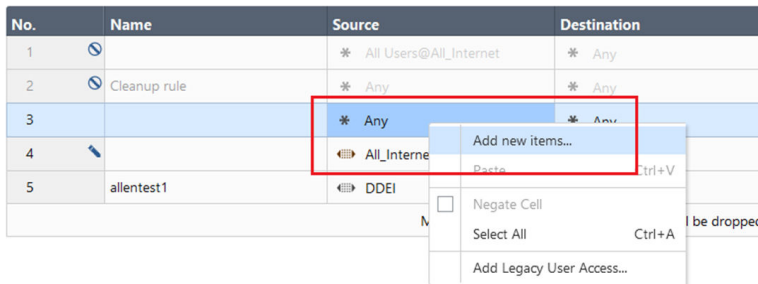 No. Name Source Destination
1 All Users@All_Internet Any
2 Cleanup rule Any Any
3 Any Any
Add new items...
4 All_Interne
Paste Ctrl+V
5 allentest1 DDEI
Negate Cell
M l be dropped
Select All Ctrl+A
Add Legacy User Access...